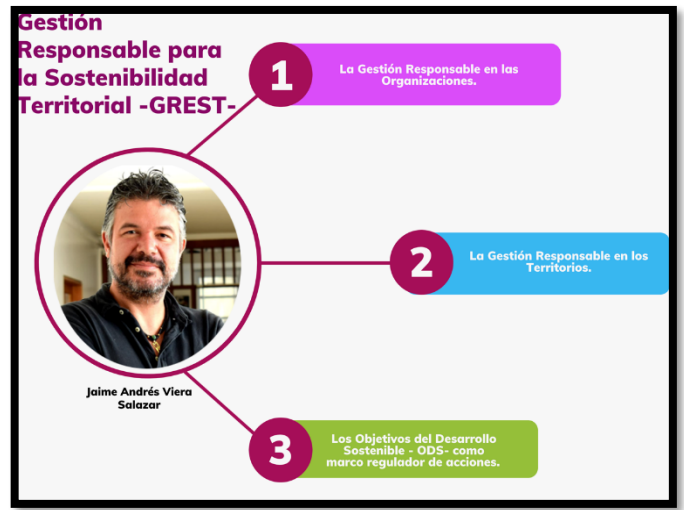 Gestión
Responsable para
la Sostenibilidad
Territorial -GREST-
1
La Gestión Responsable en las
Organizaciones.
2
La Gestión Responsable en los
Territorios.
Jaime Andrés Viera
Salazar
3
Los Objetivos del Desarrollo
Sostenible - ODS- como
marco regulador de acciones.